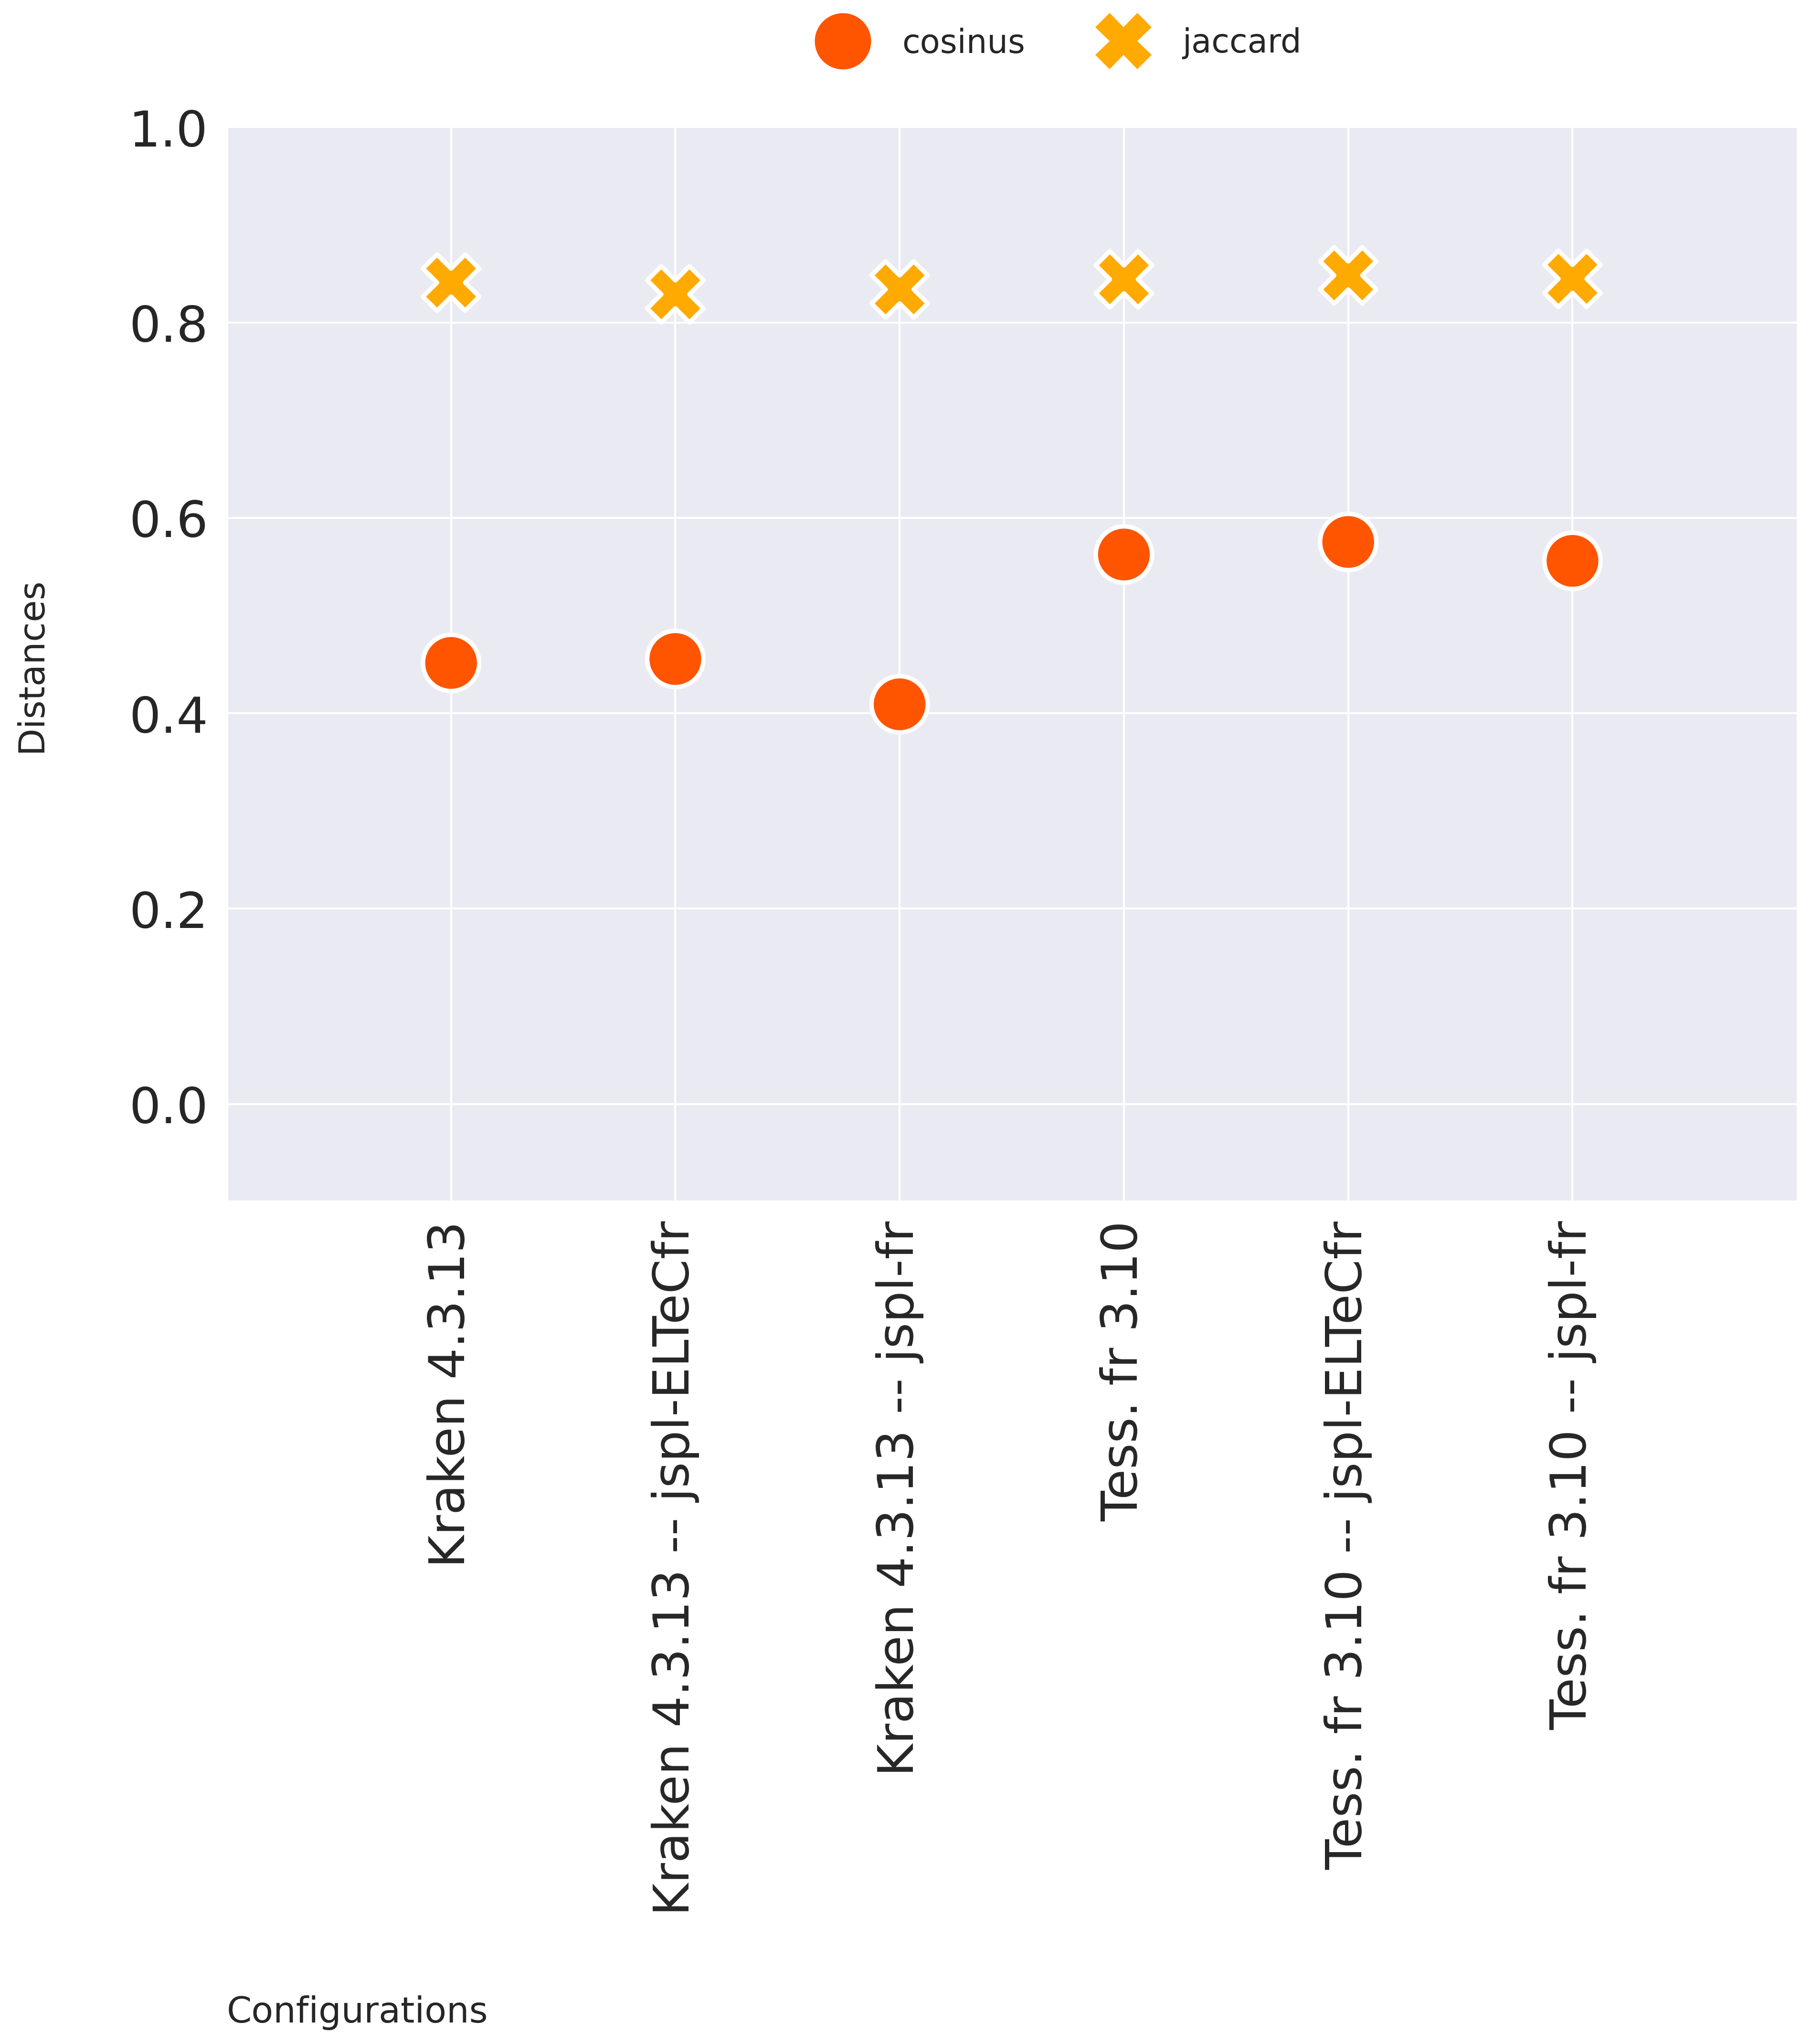 cosinus
jaccard
1.0
0.8
0.6
0.4
0.2
0.0
Distances
Kraken 4.3.13
Kraken 4.3.13 -- jspl-ELTeCfr
Kraken 4.3.13 -- jspl-fr
Tess. fr 3.10
Tess. fr 3.10 -- jspl-ELTeCfr
Tess. fr 3.10 -- jspl-fr
Configurations